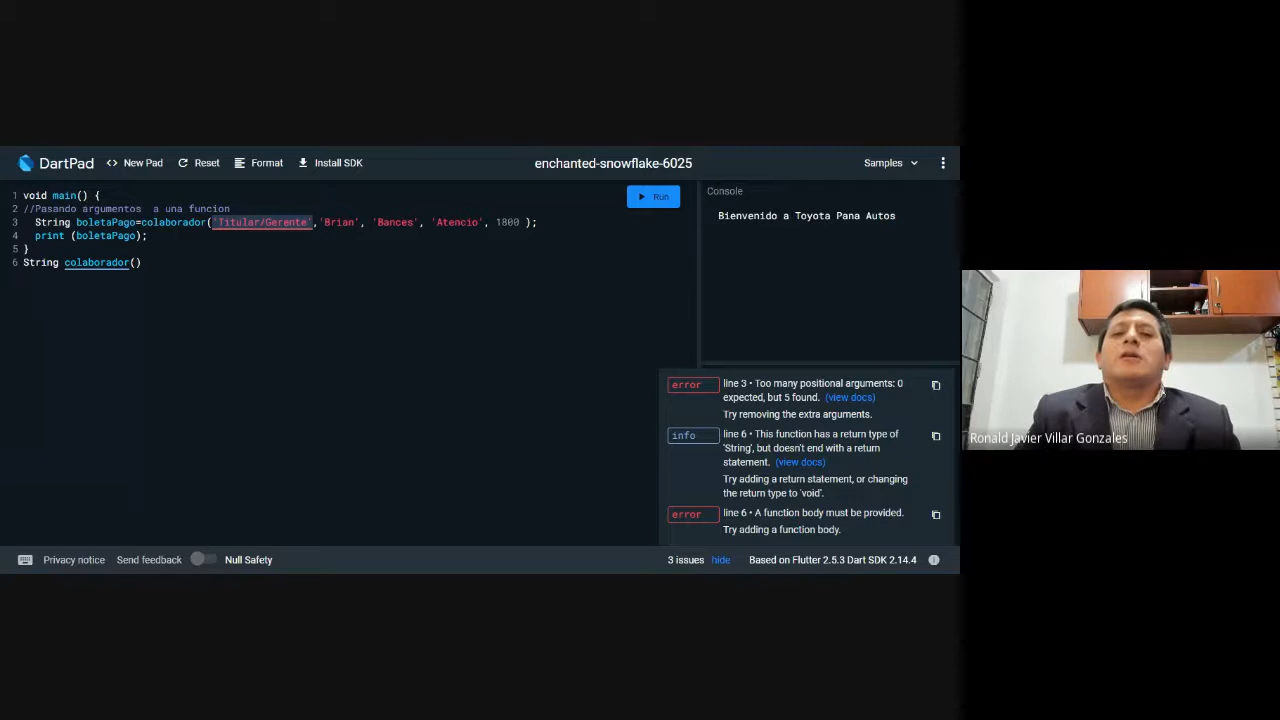 DartPad <> New Pad Reset Format Install SDK enchanted-snowflake-6025 Samples
1 void main() {
2 //Pasando argumentos a una funcion
3 String boletaPago=colaborador('Titular/Gerente','Brian', 'Bances', 'Atencio', 1800 );
4 print (boletaPago);
5 }
6 String colaborador()
Run
Console
Bienvenido a Toyota Pana Autos
error line 3 • Too many positional arguments: 0
expected, but 5 found. (view docs)
Try removing the extra arguments.
info line 6 • This function has a return type of
'String', but doesn't end with a return
statement. (view docs)
Try adding a return statement, or changing
the return type to 'void'.
error line 6 • A function body must be provided.
Try adding a function body.
Ronald Javier Villar Gonzales
Privacy notice Send feedback Null Safety 3 issues hide Based on Flutter 2.5.3 Dart SDK 2.14.4